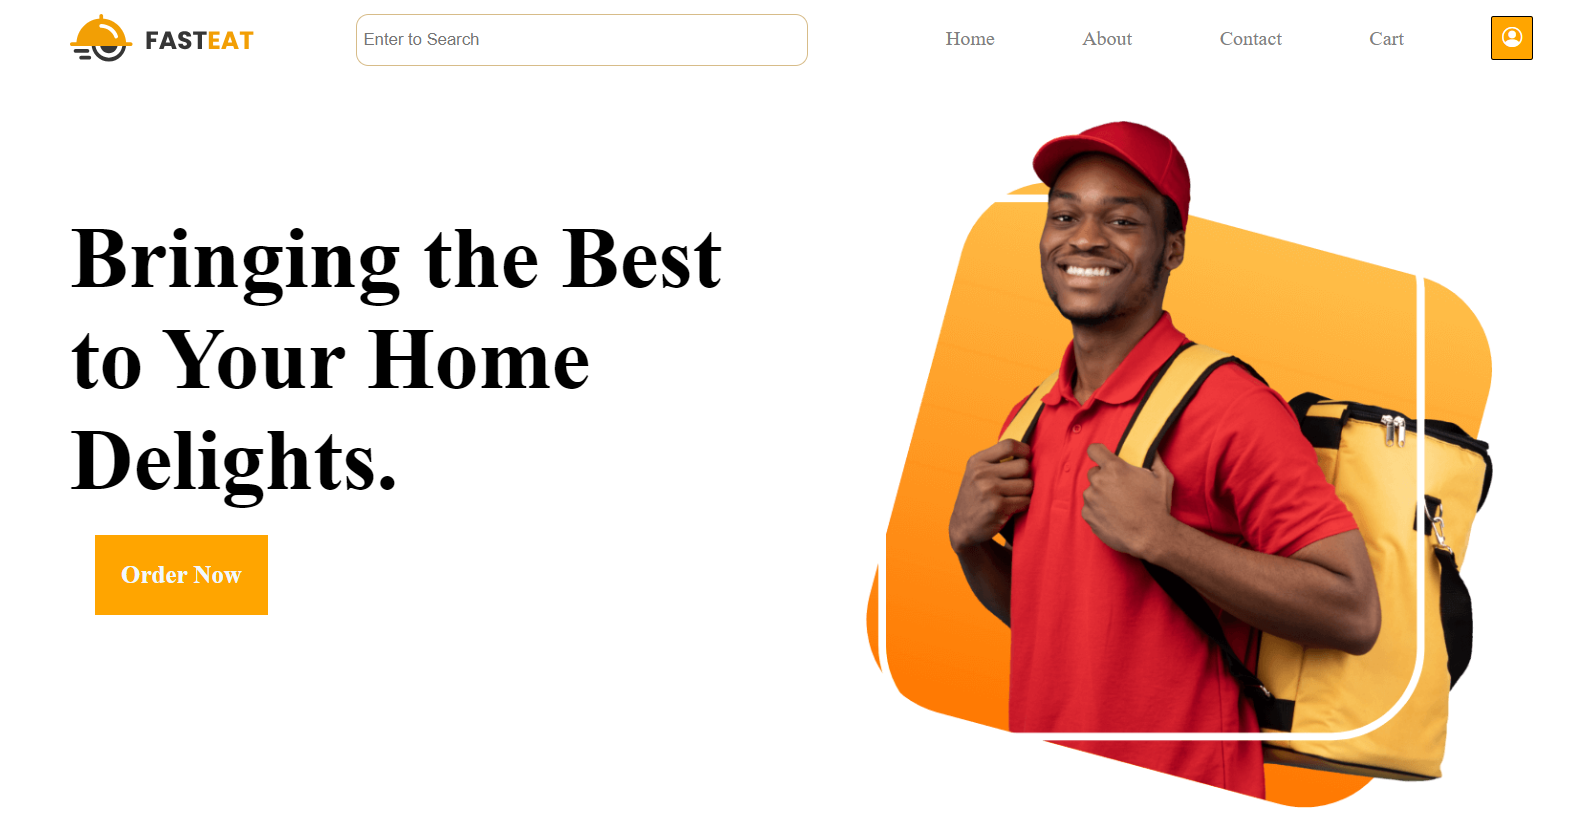 FASTEAT
Enter to Search
Home
About
Contact
Cart
Bringing the Best
to Your Home
Delights.
Order Now